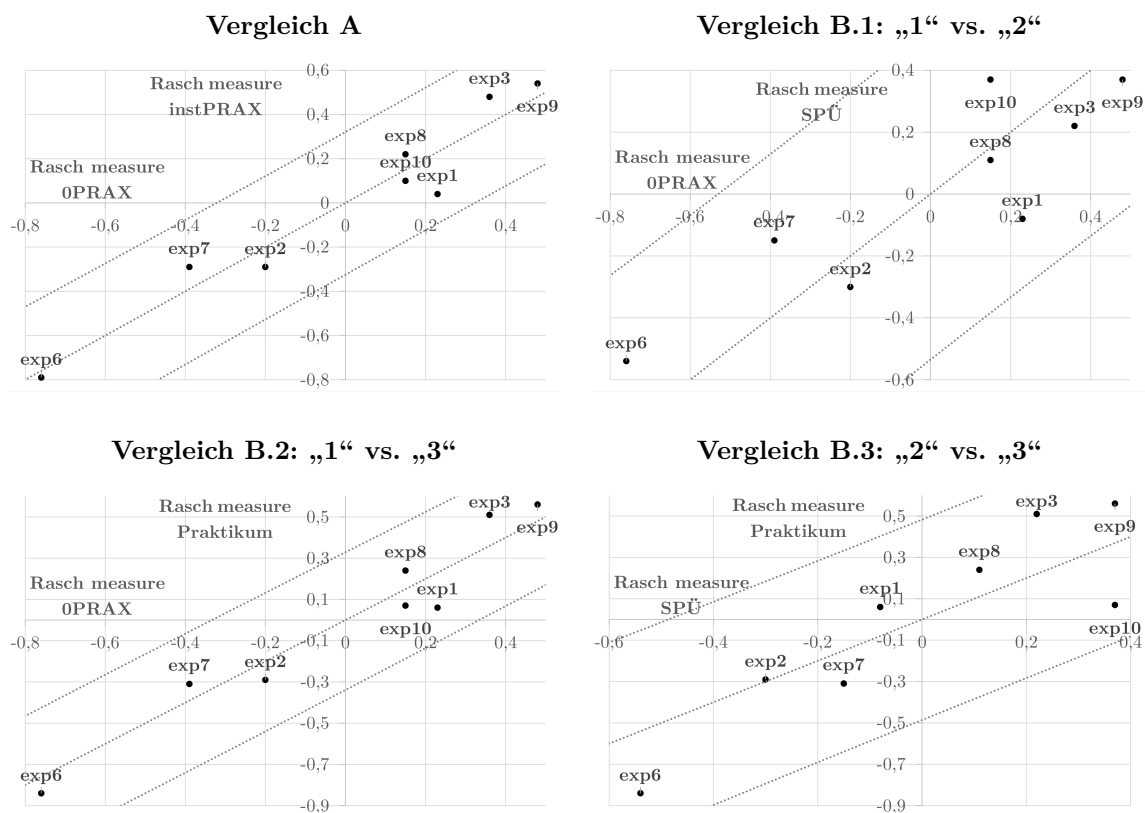 Vergleich A
Rasch measure
instPRAX
Rasch measure
0PRAX
0,6
0,4
0,2
0
-0,2
-0,4
-0,6
-0,8
-0,8
-0,6
-0,4
-0,2
0
0,2
0,4
exp3
exp9
exp8
exp10
exp1
exp7
exp2
exp6
Vergleich B.1: „1“ vs. „2“
Rasch measure
SPÜ
Rasch measure
0PRAX
0,4
0,2
0
-0,2
-0,4
-0,6
-0,8
-0,6
-0,4
-0,2
0
0,2
0,4
exp10
exp9
exp3
exp8
exp1
exp7
exp2
exp6
Vergleich B.2: „1“ vs. „3“
Rasch measure
Praktikum
Rasch measure
0PRAX
0,5
0,3
0,1
-0,1
-0,3
-0,5
-0,7
-0,9
-0,8
-0,6
-0,4
-0,2
0
0,2
0,4
exp3
exp9
exp8
exp1
exp10
exp7
exp2
exp6
Vergleich B.3: „2“ vs. „3“
Rasch measure
Praktikum
Rasch measure
SPÜ
0,5
0,3
0,1
-0,1
-0,3
-0,5
-0,7
-0,9
-0,6
-0,4
-0,2
0
0,2
0,4
exp3
exp9
exp8
exp1
exp10
exp2
exp7
exp6